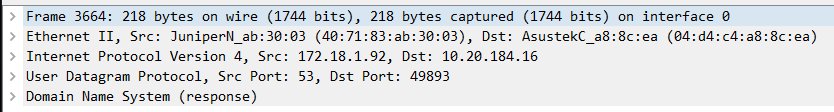 Frame 3664: 218 bytes on wire (1744 bits), 218 bytes captured (1744 bits) on interface 0
Ethernet II, Src: JuniperN_ab:30:03 (40:71:83:ab:30:03), Dst: AsustekC_a8:8c:ea (04:d4:c4:a8:8c:ea)
Internet Protocol Version 4, Src: 172.18.1.92, Dst: 10.20.184.16
User Datagram Protocol, Src Port: 53, Dst Port: 49893
Domain Name System (response)